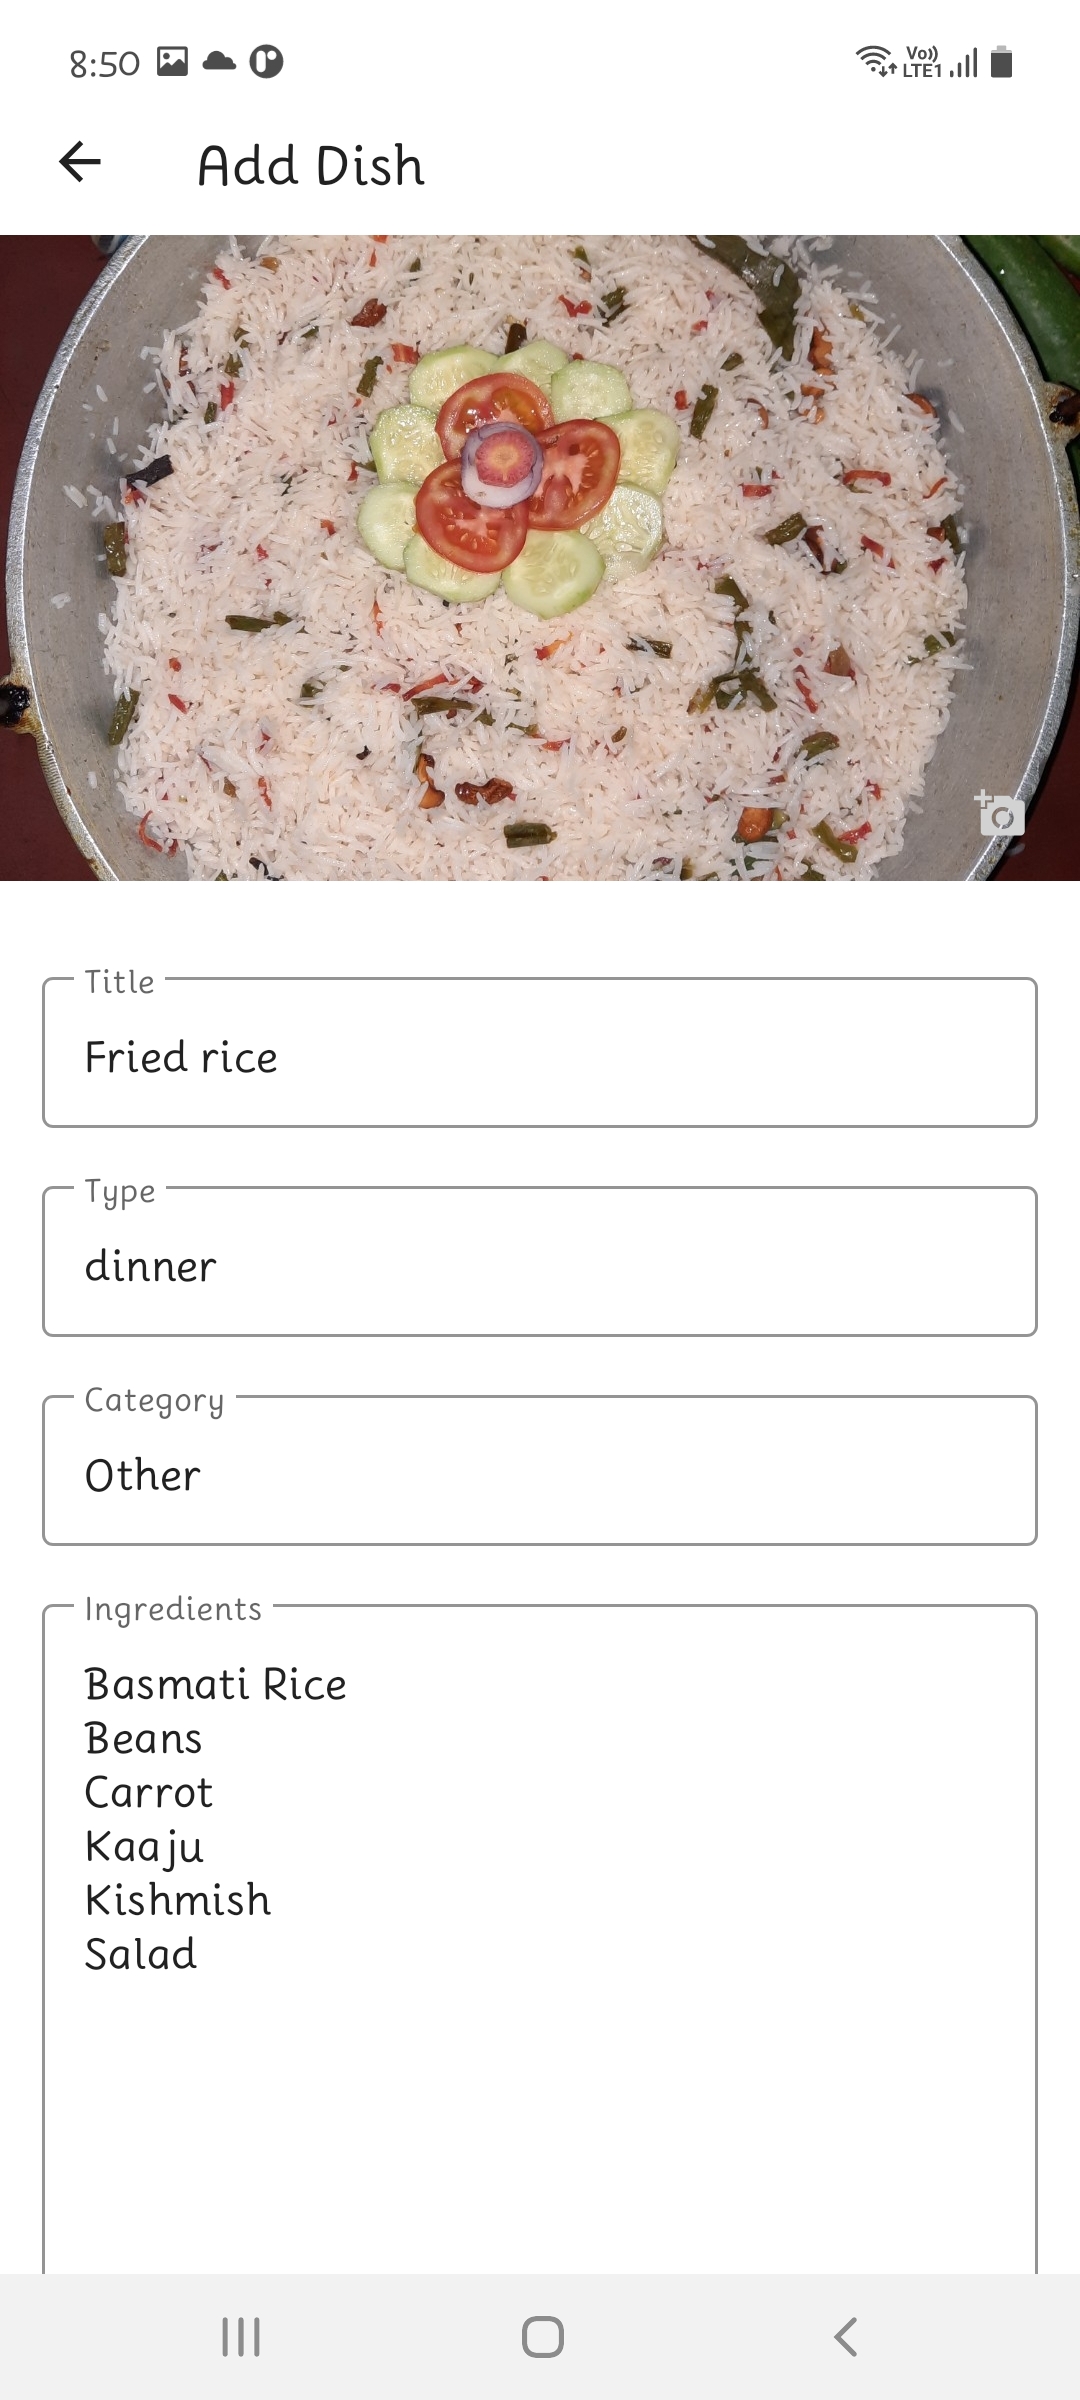 8:50
Vo))
LTE1
Add Dish
Title
Fried rice
Type
dinner
Category
Other
Ingredients
Basmati Rice
Beans
Carrot
Kaaju
Kishmish
Salad